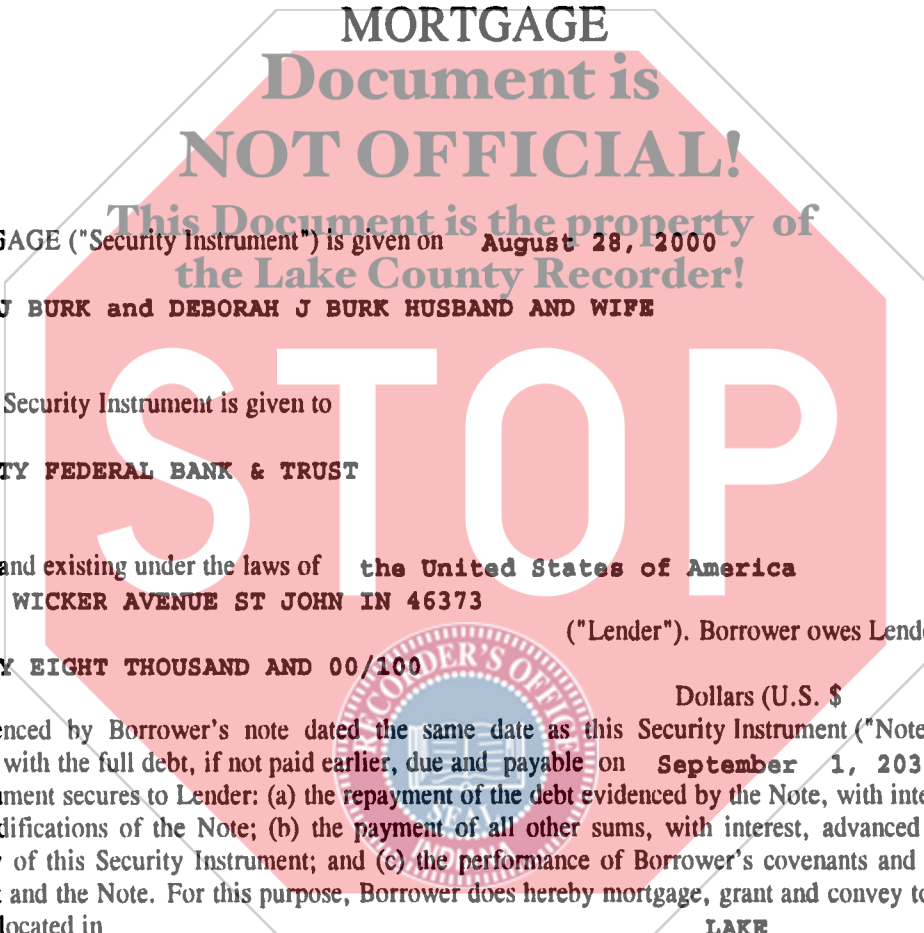 MORTGAGE
Document is
NOT OFFICIAL!
This Document is the property of
GAGE ("Security Instrument") is given on August 28, 2000
the Lake County Recorder!
J BURK and DEBORAH J BURK HUSBAND AND WIFE
STOP
Security Instrument is given to
TY FEDERAL BANK & TRUST
and existing under the laws of the United States of America
WICKER AVENUE ST JOHN IN 46373
("Lender"). Borrower owes Lende
Y EIGHT THOUSAND AND 00/100
RECORDER'S OFFICE
Dollars (U.S. $
enced by Borrower's note dated the same date as this Security Instrument ("Note
with the full debt, if not paid earlier, due and payable on September 1, 203
ument secures to Lender: (a) the repayment of the debt evidenced by the Note, with inte
difications of the Note; (b) the payment of all other sums, with interest, advanced
SEAL
y of this Security Instrument; and (c) the performance of Borrower's covenants and
INDIANA
t and the Note. For this purpose, Borrower does hereby mortgage, grant and convey to
located in LAKE